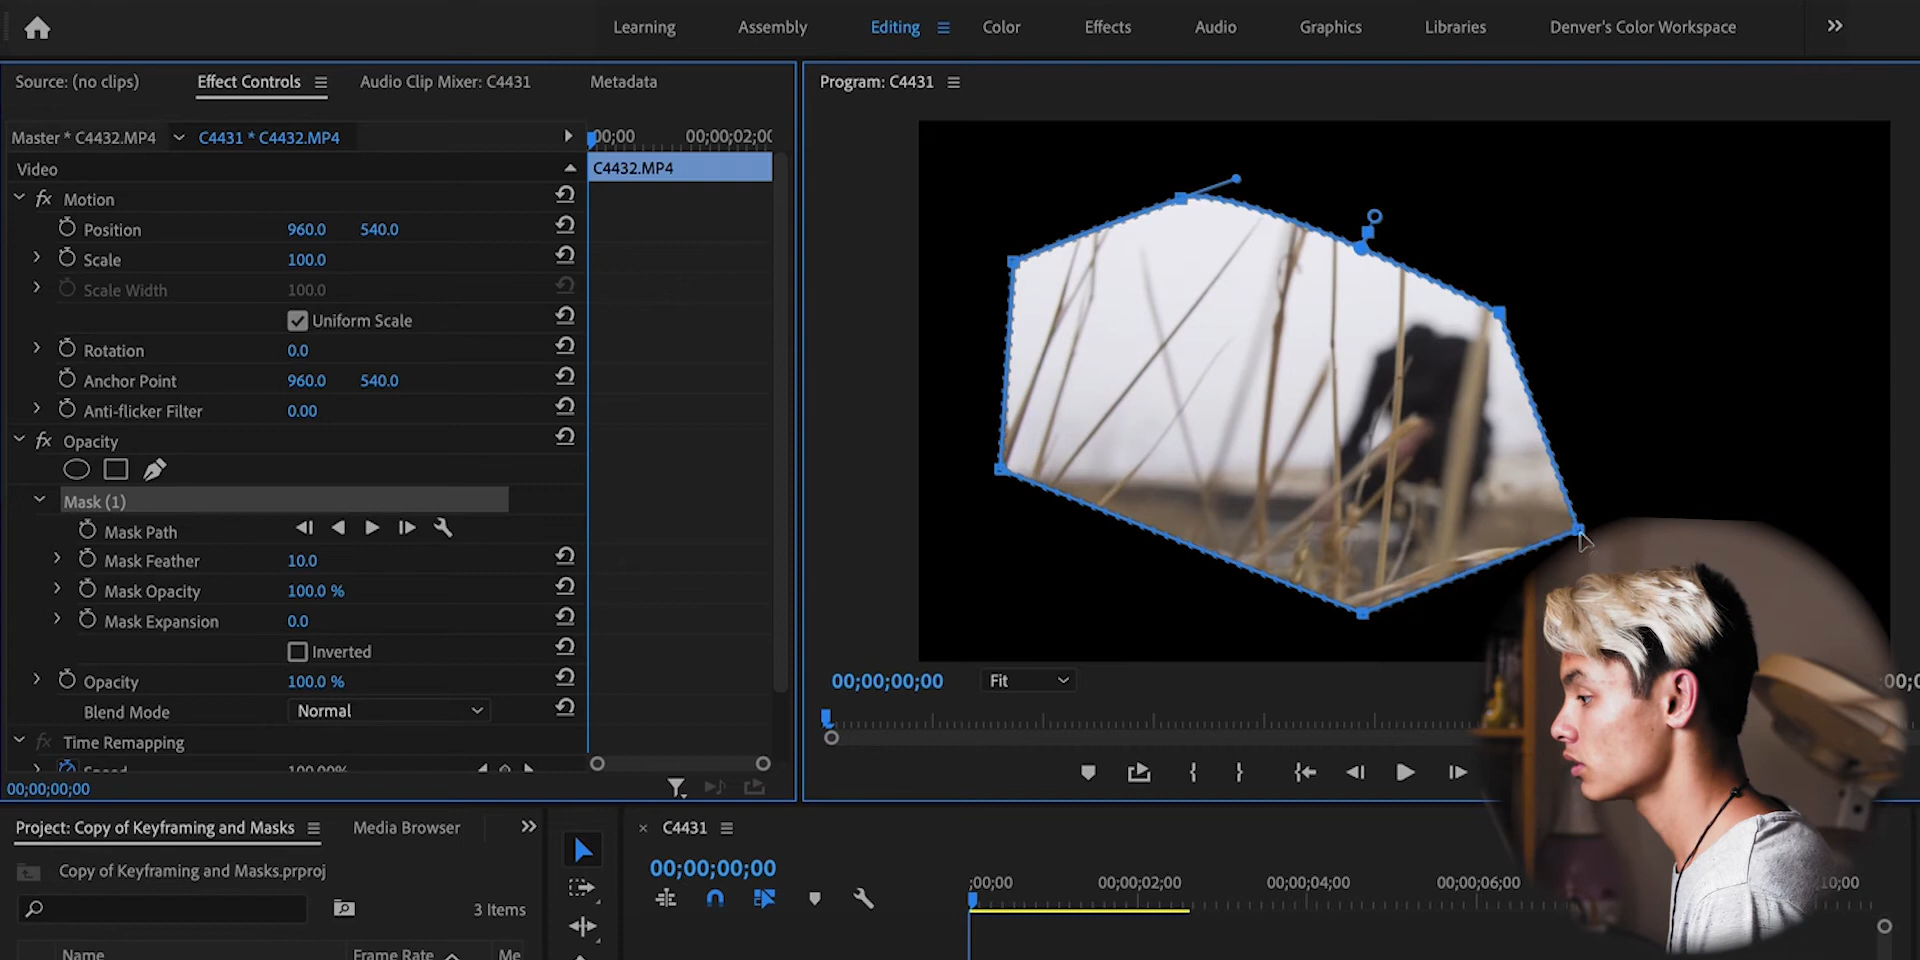 Learning Assembly Editing Color Effects Audio Graphics Libraries Denver's Color Workspace
Source: (no clips) Effect Controls Audio Clip Mixer: C4431 Metadata
Master * C4432.MP4 C4431 * C4432.MP4
Video
Motion
Position 960.0 540.0
Scale 100.0
Scale Width 100.0
Uniform Scale
Rotation 0.0
Anchor Point 960.0 540.0
Anti-flicker Filter 0.00
Opacity
Mask (1)
Mask Path
Mask Feather 10.0
Mask Opacity 100.0 %
Mask Expansion 0.0
Inverted
Opacity 100.0 %
Blend Mode Normal
Time Remapping
Speed 100.00%
00;00;00;00
00;00 00;00;02;00
C4432.MP4
Program: C4431
00;00;00;00 Fit
Project: Copy of Keyframing and Masks Media Browser
Copy of Keyframing and Masks.prproj
3 Items
Name Frame Rate Me
C4431
00;00;00;00
;00;00 00;00;02;00 00;00;04;00 00;00;06;00